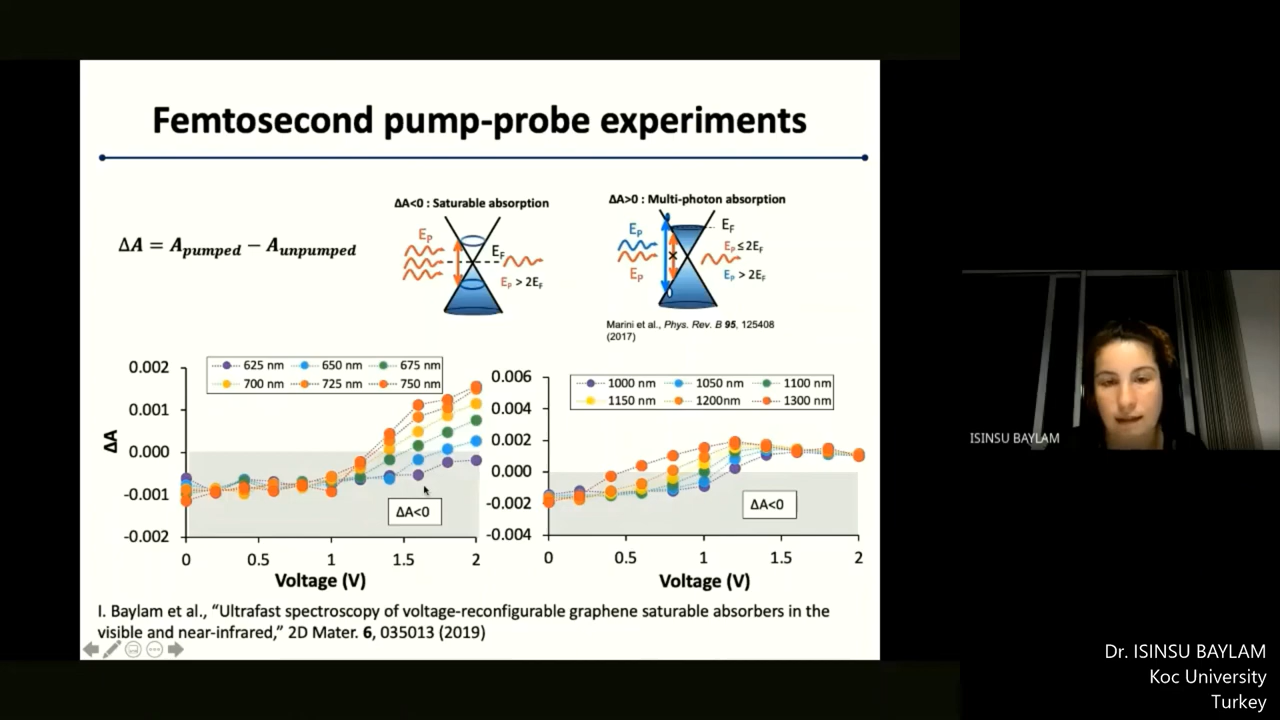 Femtosecond pump-probe experiments
ΔA = A_pumped − A_unpumped
ΔA<0 : Saturable absorption
E_P
E_F
E_P > 2E_F
ΔA>0 : Multi-photon absorption
E_P
E_F
E_P ≤ 2E_F
E_P
E_P > 2E_F
Marini et al., Phys. Rev. B 95, 125408
(2017)
ΔA
0.002
0.001
0.000
-0.001
-0.002
625 nm 650 nm 675 nm
700 nm 725 nm 750 nm
ΔA<0
0 0.5 1 1.5 2
Voltage (V)
0.006
0.004
0.002
0.000
-0.002
-0.004
1000 nm 1050 nm 1100 nm
1150 nm 1200nm 1300 nm
ΔA<0
0 0.5 1 1.5 2
Voltage (V)
I. Baylam et al., “Ultrafast spectroscopy of voltage-reconfigurable graphene saturable absorbers in the
visible and near-infrared,” 2D Mater. 6, 035013 (2019)
ISINSU BAYLAM
Dr. ISINSU BAYLAM
Koc University
Turkey